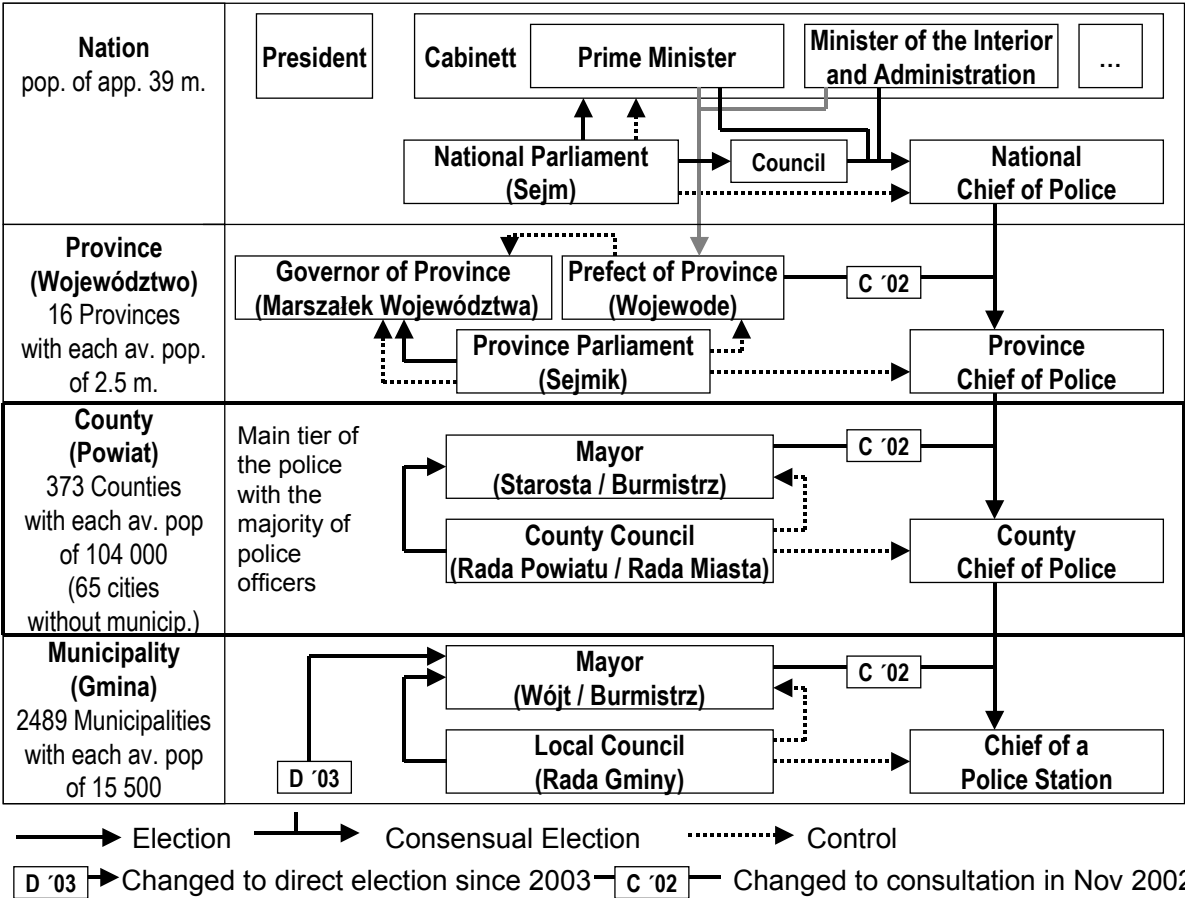 Nation
pop. of app. 39 m.
President
Cabinett
Prime Minister
Minister of the Interior
and Administration
...
National Parliament
(Sejm)
Council
National
Chief of Police
Province
(Województwo)
16 Provinces
with each av. pop.
of 2.5 m.
Governor of Province
(Marszałek Województwa)
Prefect of Province
(Wojewode)
C ´02
Province Parliament
(Sejmik)
Province
Chief of Police
County
(Powiat)
373 Counties
with each av. pop
of 104 000
(65 cities
without municip.)
Main tier of
the police
with the
majority of
police
officers
Mayor
(Starosta / Burmistrz)
C ´02
County Council
(Rada Powiatu / Rada Miasta)
County
Chief of Police
Municipality
(Gmina)
2489 Municipalities
with each av. pop
of 15 500
D ´03
Mayor
(Wójt / Burmistrz)
C ´02
Local Council
(Rada Gminy)
Chief of a
Police Station
Election
Consensual Election
Control
D ´03 Changed to direct election since 2003
C ´02 Changed to consultation in Nov 2002